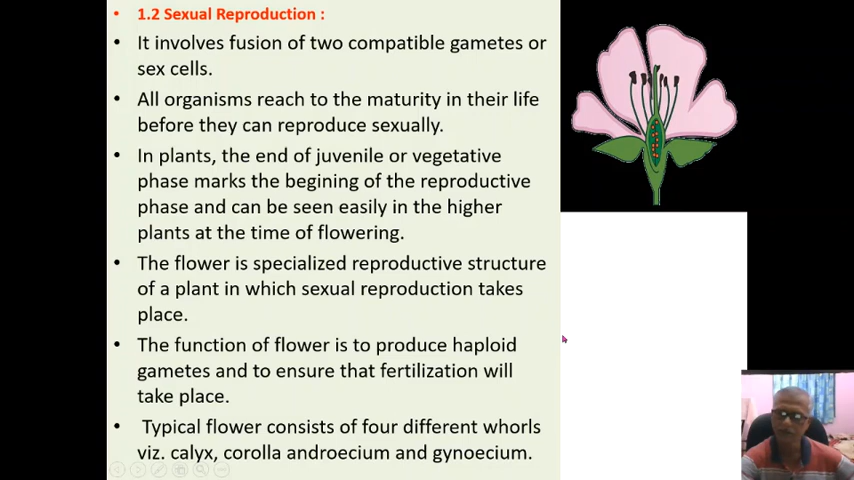 • 1.2 Sexual Reproduction :
• It involves fusion of two compatible gametes or
sex cells.
• All organisms reach to the maturity in their life
before they can reproduce sexually.
• In plants, the end of juvenile or vegetative
phase marks the begining of the reproductive
phase and can be seen easily in the higher
plants at the time of flowering.
• The flower is specialized reproductive structure
of a plant in which sexual reproduction takes
place.
• The function of flower is to produce haploid
gametes and to ensure that fertilization will
take place.
• Typical flower consists of four different whorls
viz. calyx, corolla androecium and gynoecium.